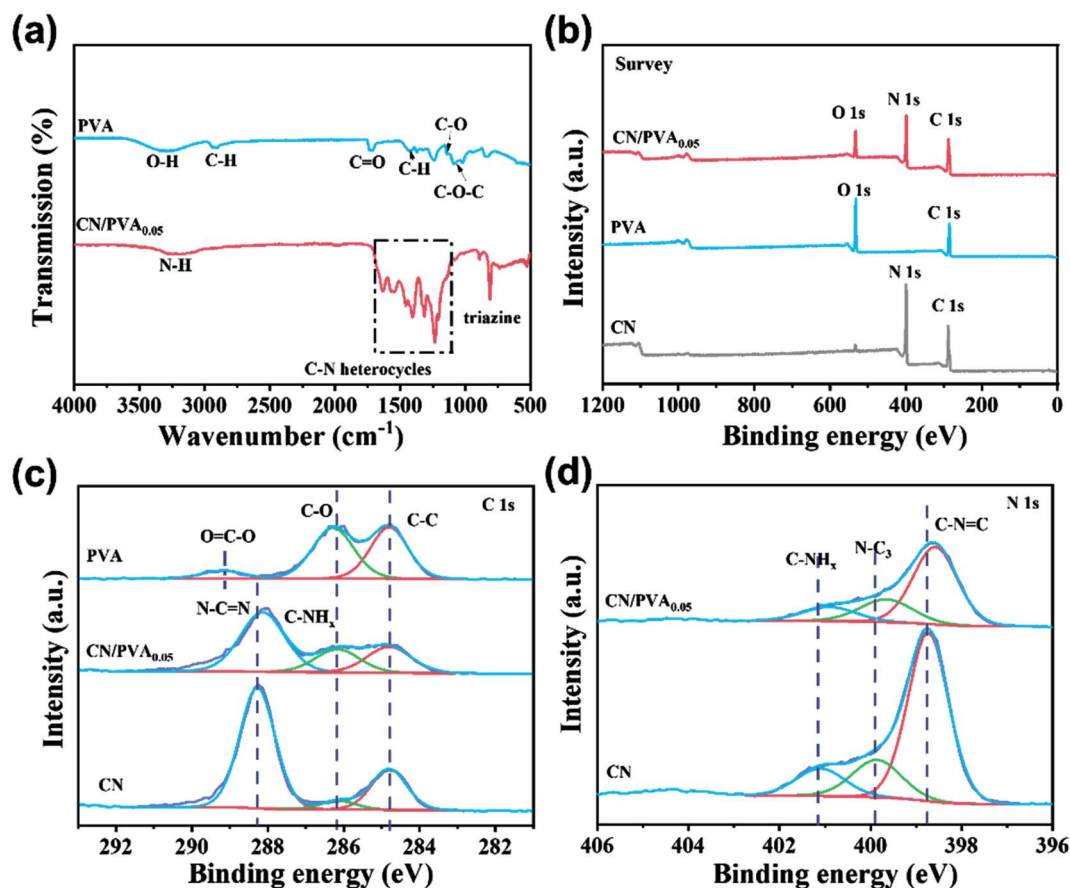 (a)
Transmission (%)
PVA
O-H
C-H
C=O
C-H
C-O
C-O-C
CN/PVA0.05
N-H
C-N heterocycles
triazine
4000 3500 3000 2500 2000 1500 1000 500
Wavenumber (cm-1)
(b)
Intensity (a.u.)
Survey
CN/PVA0.05
O 1s
N 1s
C 1s
PVA
O 1s
C 1s
CN
N 1s
C 1s
1200 1000 800 600 400 200 0
Binding energy (eV)
(c)
Intensity (a.u.)
C 1s
PVA
O=C-O
C-O
C-C
CN/PVA0.05
N-C=N
C-NHx
CN
292 290 288 286 284 282
Binding energy (eV)
(d)
Intensity (a.u.)
N 1s
C-NHx
N-C3
C-N=C
CN/PVA0.05
CN
406 404 402 400 398 396
Binding energy (eV)